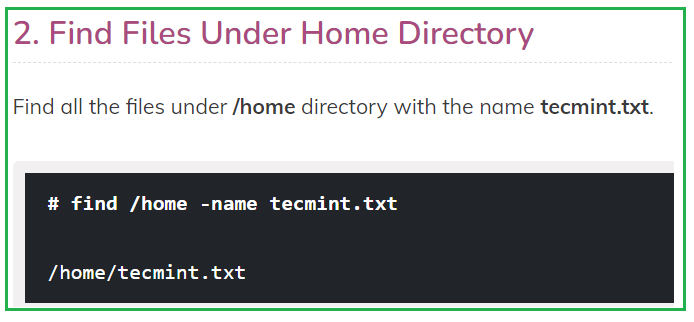 2. Find Files Under Home Directory
Find all the files under /home directory with the name tecmint.txt.
# find /home -name tecmint.txt
/home/tecmint.txt